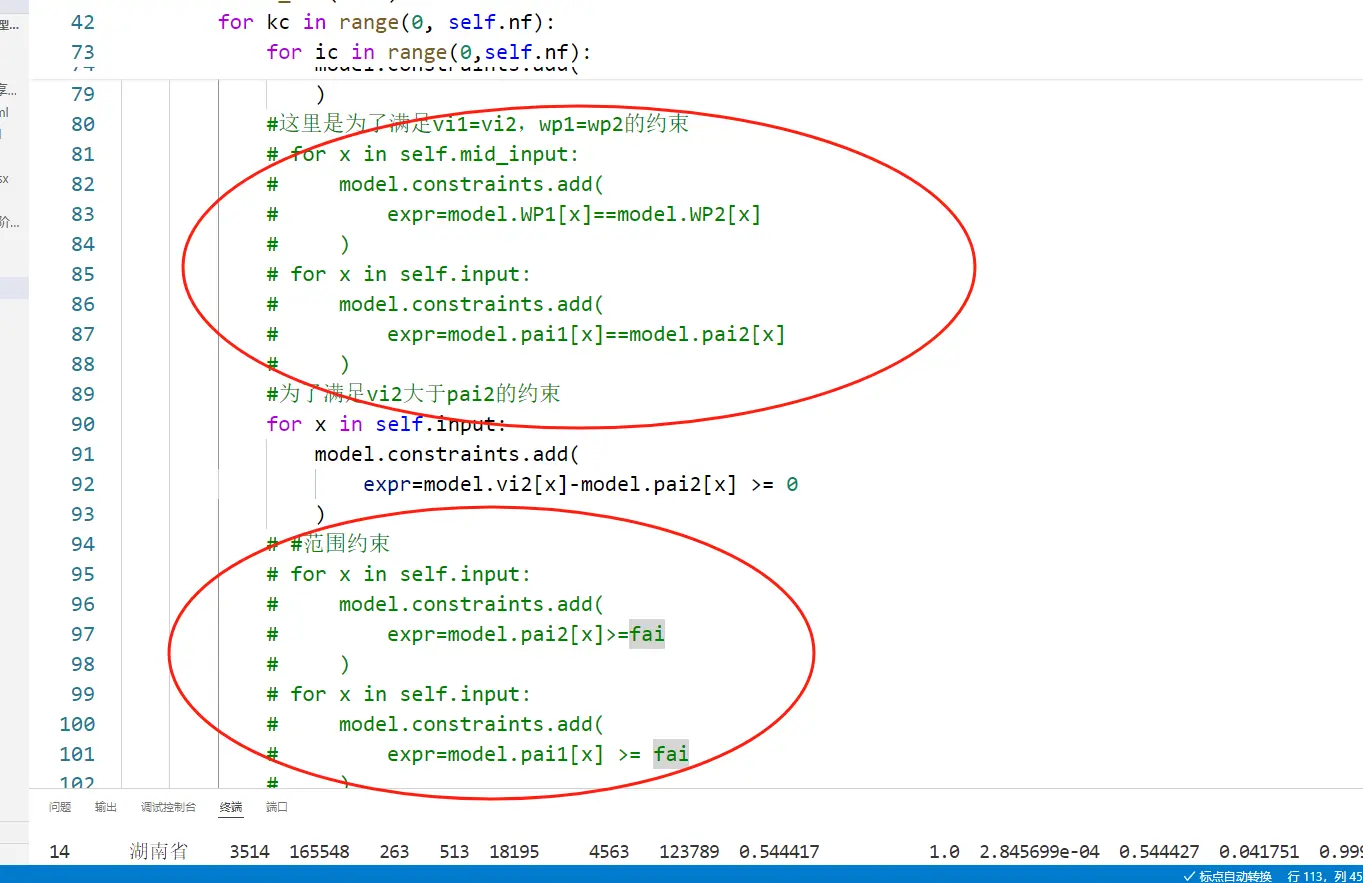 型...
享...
ml
sx
阶...
42 for kc in range(0, self.nf):
73 for ic in range(0,self.nf):
74 model.constraints.add(
79 )
80 #这里是为了满足vi1=vi2，wp1=wp2的约束
81 # for x in self.mid_input:
82 # model.constraints.add(
83 # expr=model.WP1[x]==model.WP2[x]
84 # )
85 # for x in self.input:
86 # model.constraints.add(
87 # expr=model.pai1[x]==model.pai2[x]
88 # )
89 #为了满足vi2大于pai2的约束
90 for x in self.input:
91 model.constraints.add(
92 expr=model.vi2[x]-model.pai2[x] >= 0
93 )
94 # #范围约束
95 # for x in self.input:
96 # model.constraints.add(
97 # expr=model.pai2[x]>=fai
98 # )
99 # for x in self.input:
100 # model.constraints.add(
101 # expr=model.pai1[x] >= fai
102 # )
问题 输出 调试控制台 终端 端口
14 湖南省 3514 165548 263 513 18195 4563 123789 0.544417 1.0 2.845699e-04 0.544427 0.041751 0.999
标点自动转换 行 113，列 45